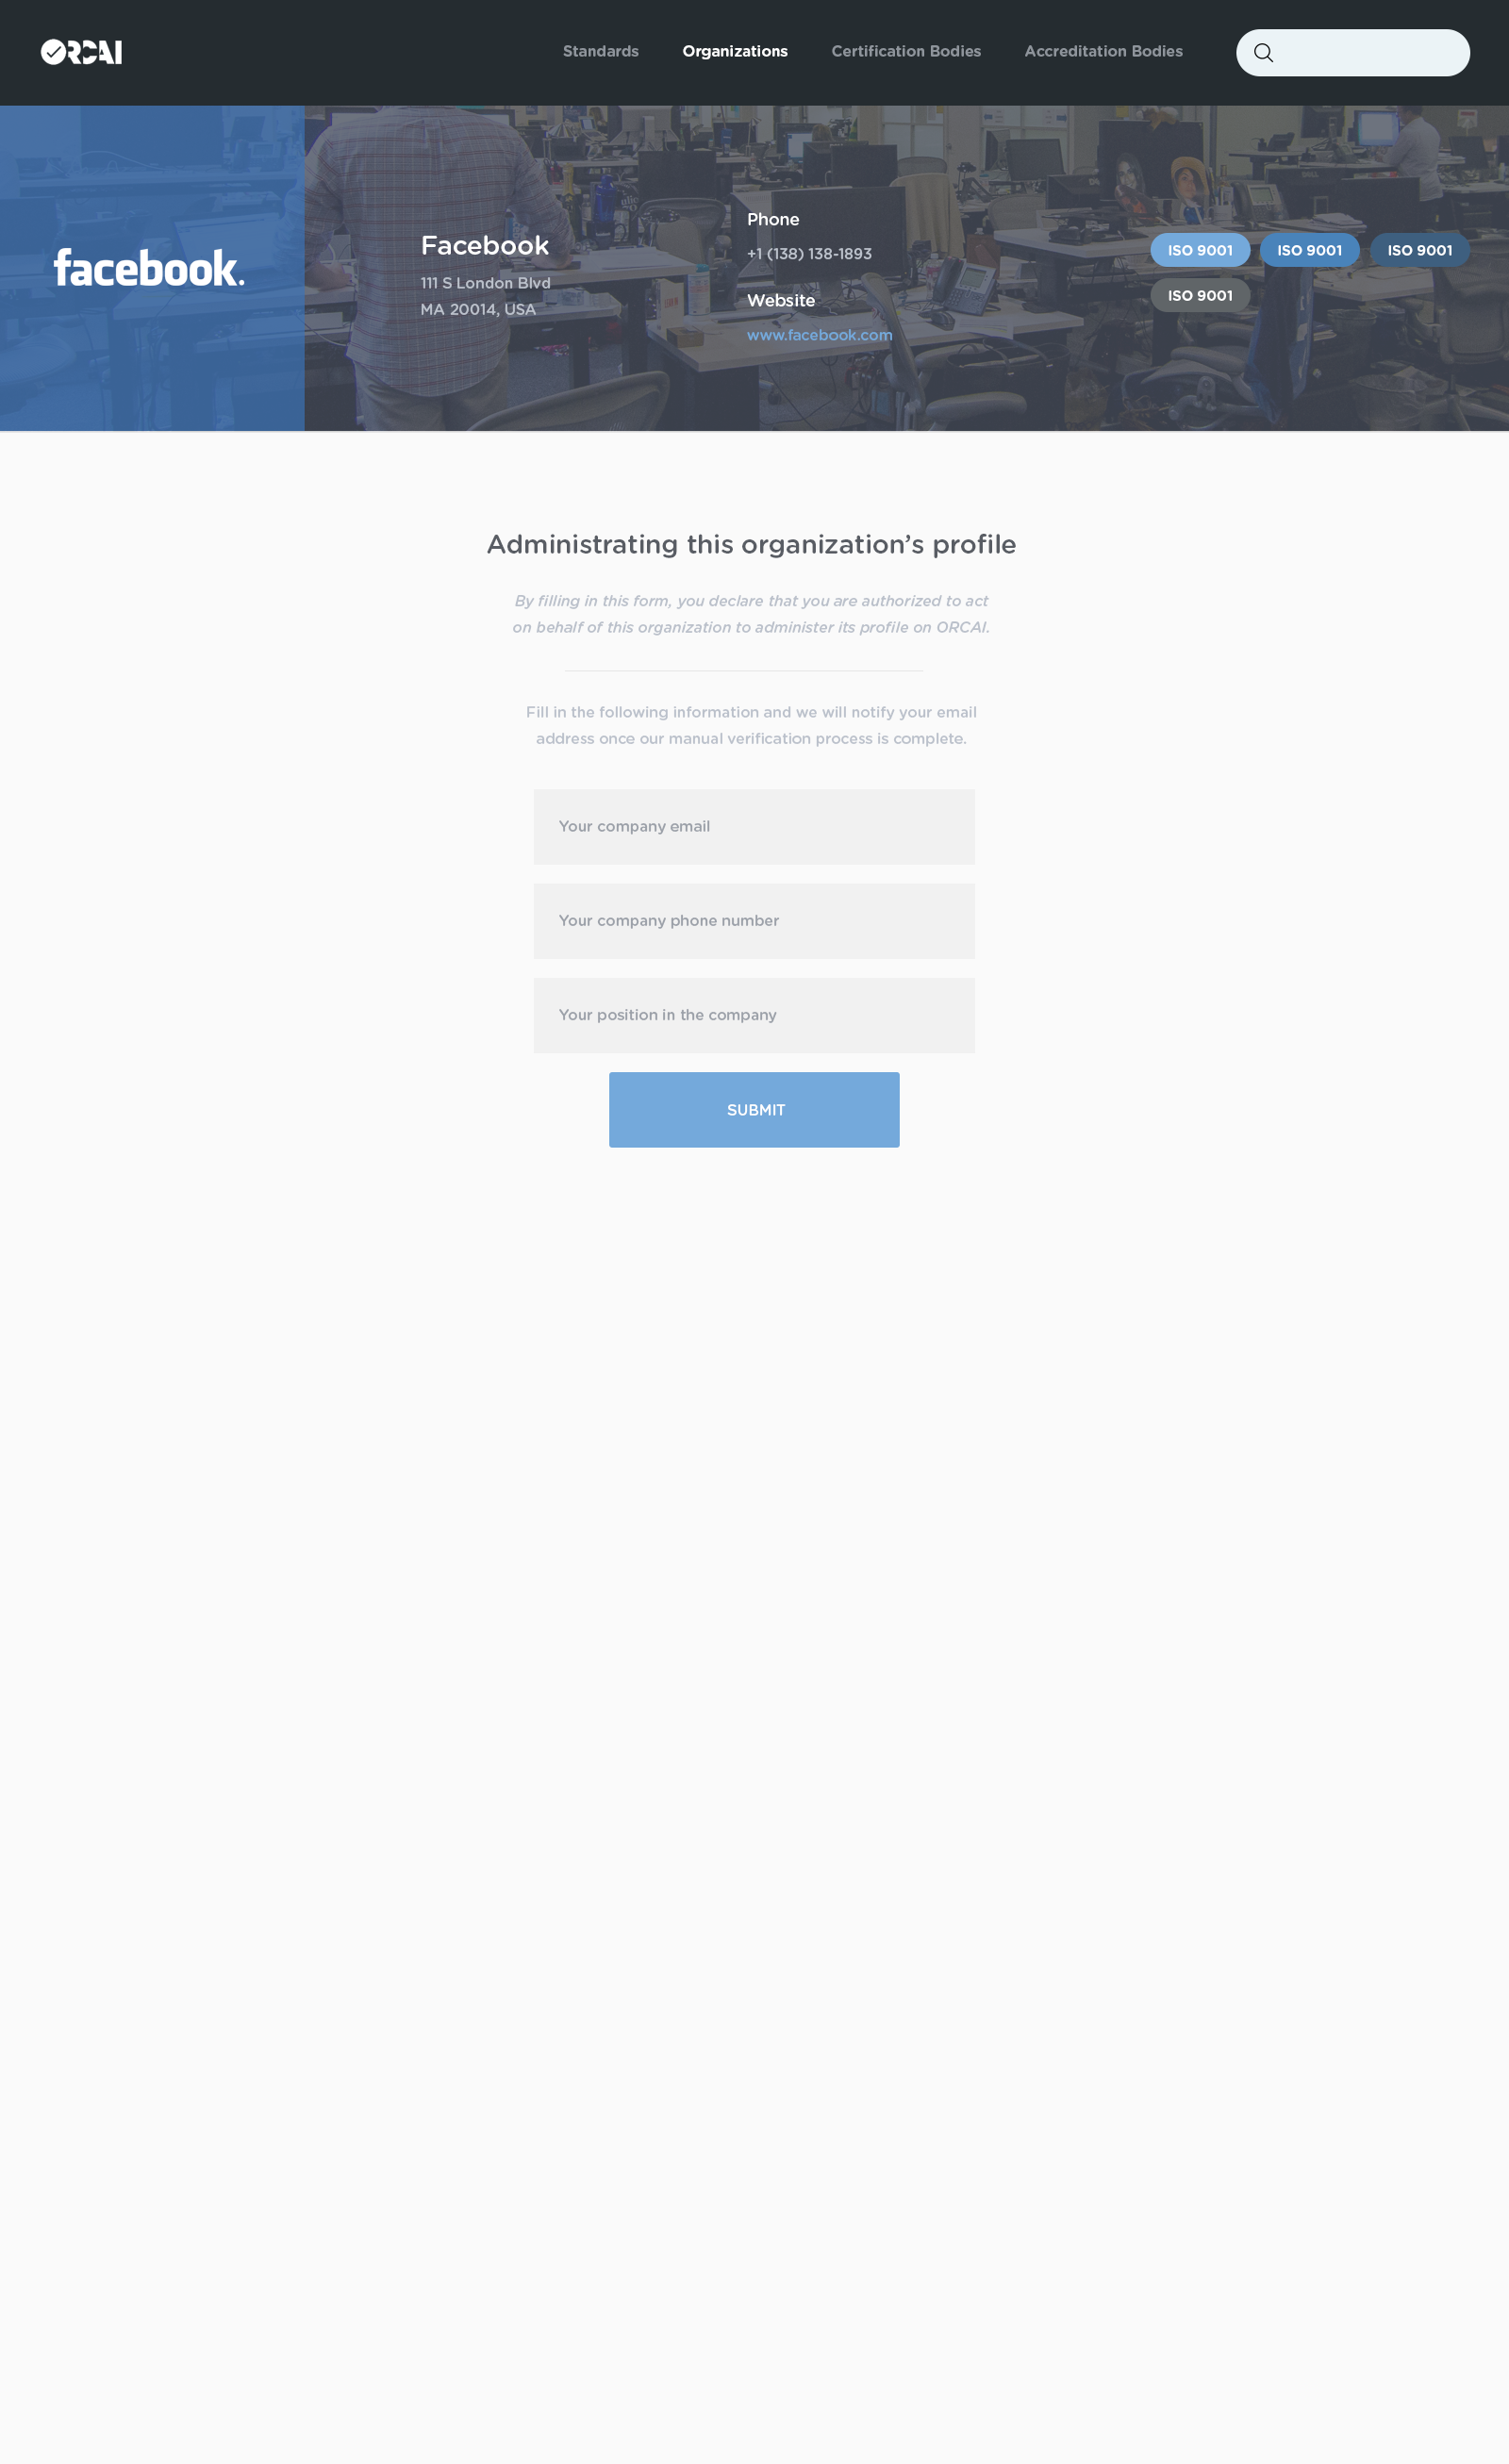 ORCAI
Standards
Organizations
Certification Bodies
Accreditation Bodies
facebook.
Facebook
111 S London Blvd
MA 20014, USA
Phone
+1 (138) 138-1893
Website
www.facebook.com
ISO 9001
ISO 9001
ISO 9001
ISO 9001
Administrating this organization’s profile
By filling in this form, you declare that you are authorized to act
on behalf of this organization to administer its profile on ORCAI.
Fill in the following information and we will notify your email
address once our manual verification process is complete.
Your company email
Your company phone number
Your position in the company
SUBMIT